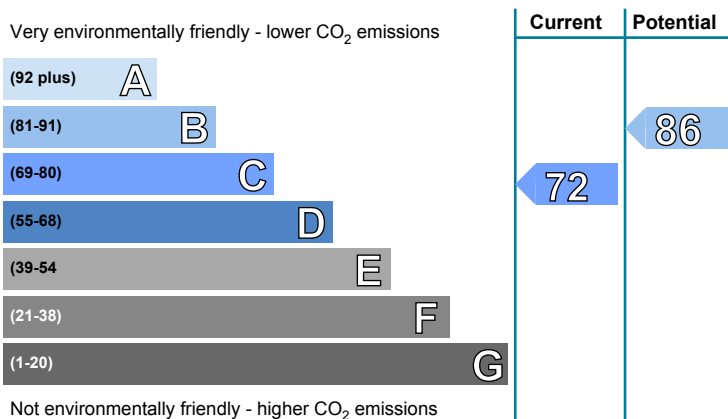 Very environmentally friendly - lower CO2 emissions
Current
Potential
(92 plus) A
(81-91) B
86
(69-80) C
72
(55-68) D
(39-54 E
(21-38) F
(1-20) G
Not environmentally friendly - higher CO2 emissions